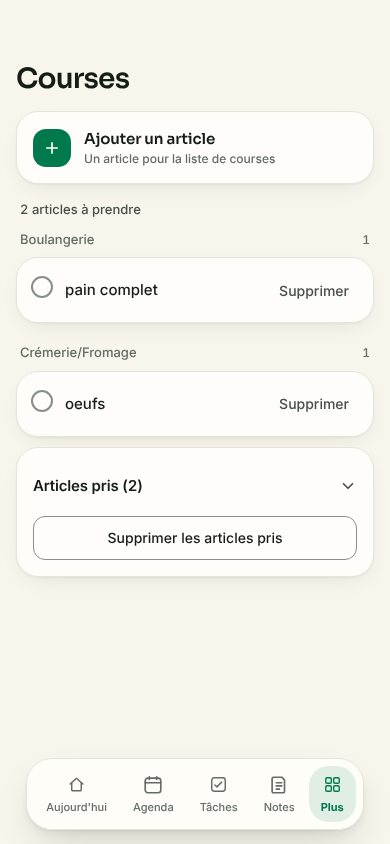 Courses
Ajouter un article
Un article pour la liste de courses
2 articles à prendre
Boulangerie 1
pain complet Supprimer
Crémerie/Fromage 1
oeufs Supprimer
Articles pris (2)
Supprimer les articles pris
Aujourd'hui Agenda Tâches Notes Plus